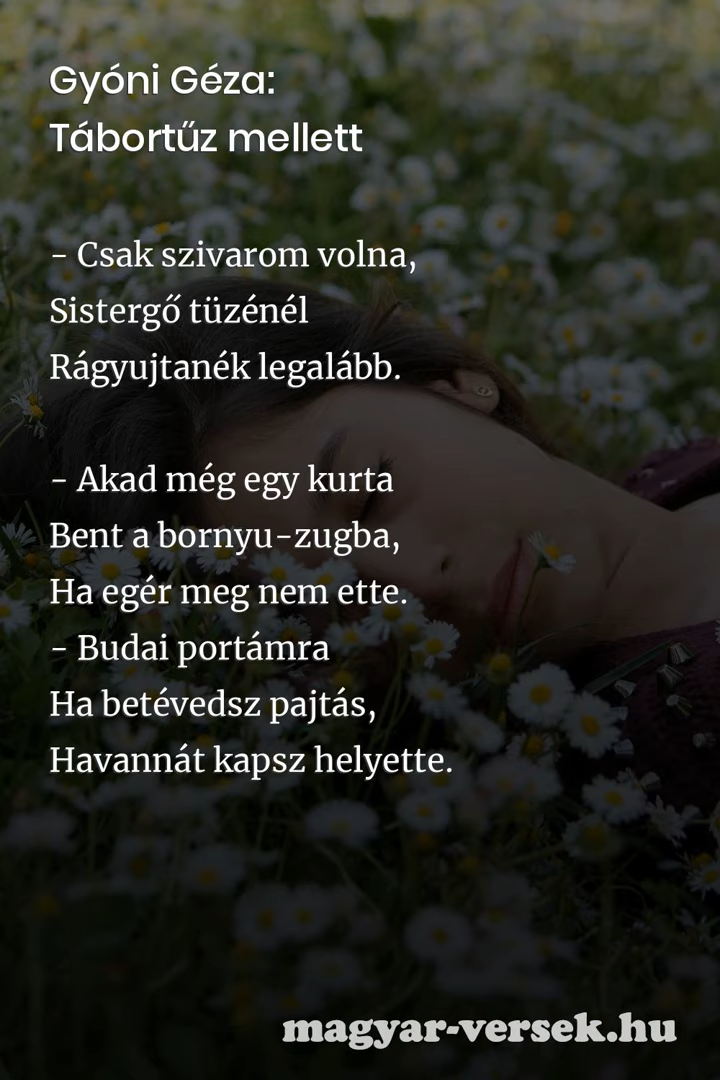 Gyóni Géza:
Tábortűz mellett
- Csak szivarom volna,
Sistergő tüzénél
Rágyujtanék legalább.
- Akad még egy kurta
Bent a bornyu-zugba,
Ha egér meg nem ette.
- Budai portámra
Ha betévedsz pajtás,
Havannát kapsz helyette.
magyar-versek.hu